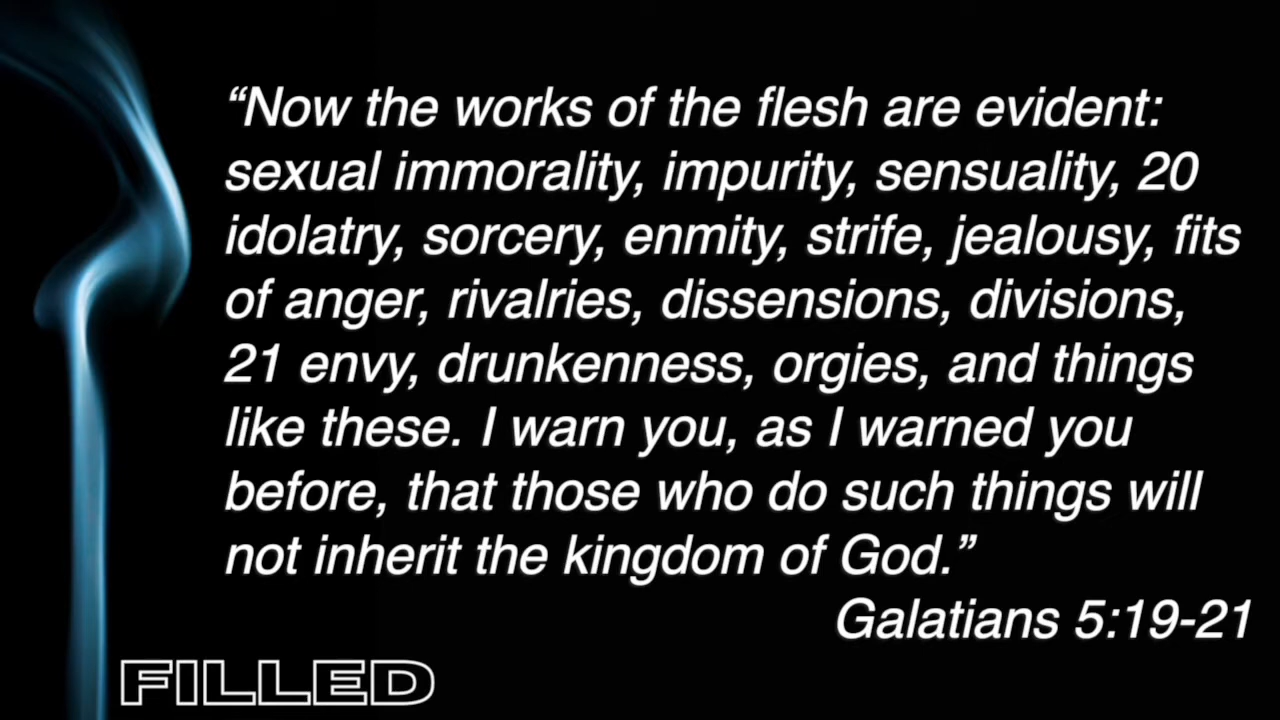 “Now the works of the flesh are evident:
sexual immorality, impurity, sensuality, 20
idolatry, sorcery, enmity, strife, jealousy, fits
of anger, rivalries, dissensions, divisions,
21 envy, drunkenness, orgies, and things
like these. I warn you, as I warned you
before, that those who do such things will
not inherit the kingdom of God.”
Galatians 5:19-21
FILLED